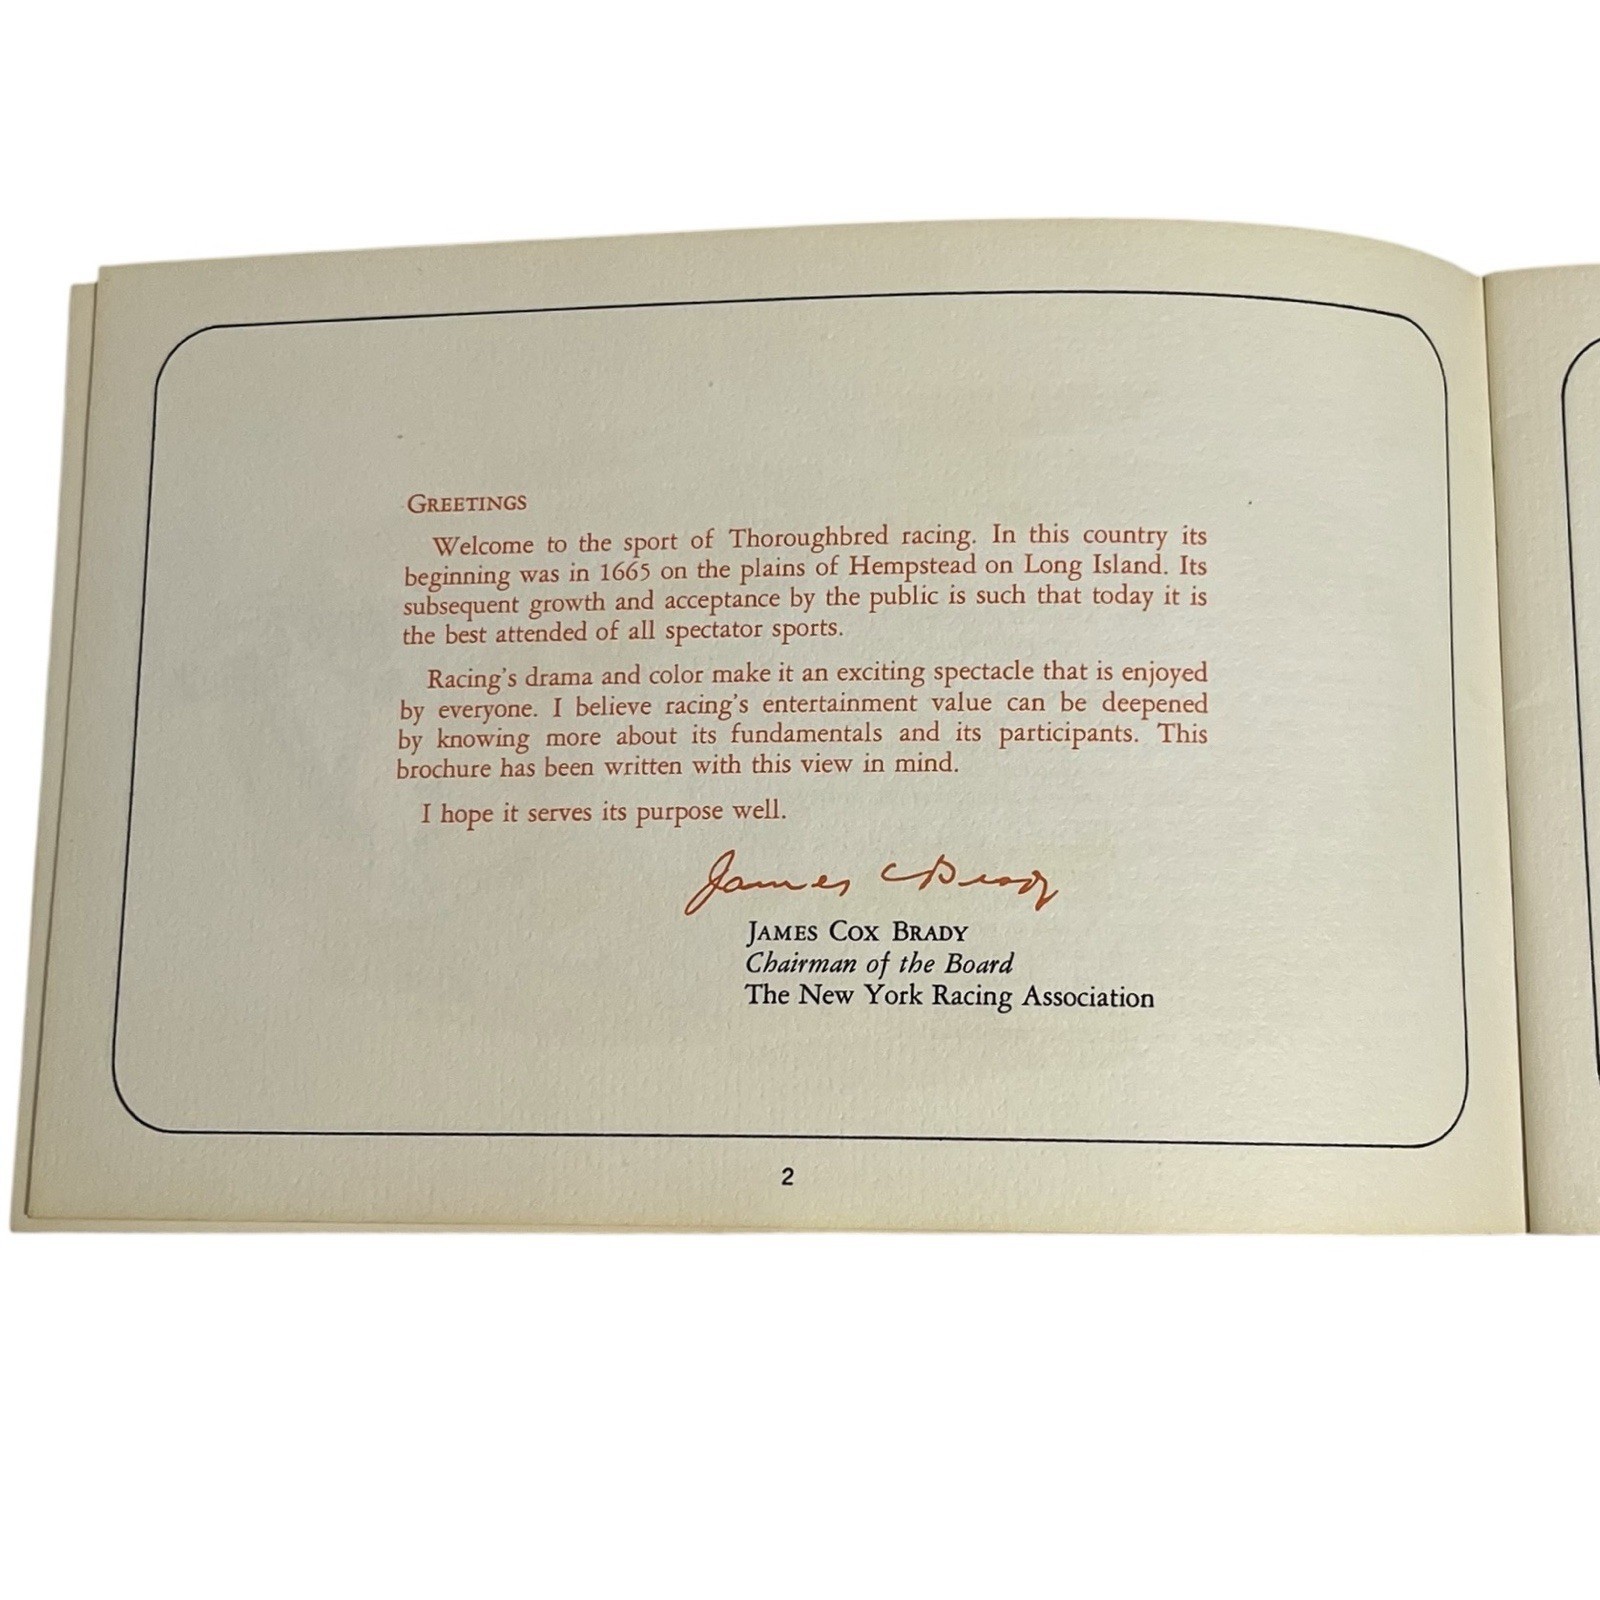 GREETINGS
Welcome to the sport of Thoroughbred racing. In this country its
beginning was in 1665 on the plains of Hempstead on Long Island. Its
subsequent growth and acceptance by the public is such that today it is
the best attended of all spectator sports.
Racing's drama and color make it an exciting spectacle that is enjoyed
by everyone. I believe racing's entertainment value can be deepened
by knowing more about its fundamentals and its participants. This
brochure has been written with this view in mind.
I hope it serves its purpose well.
James C Brady
JAMES COX BRADY
Chairman of the Board
The New York Racing Association
2